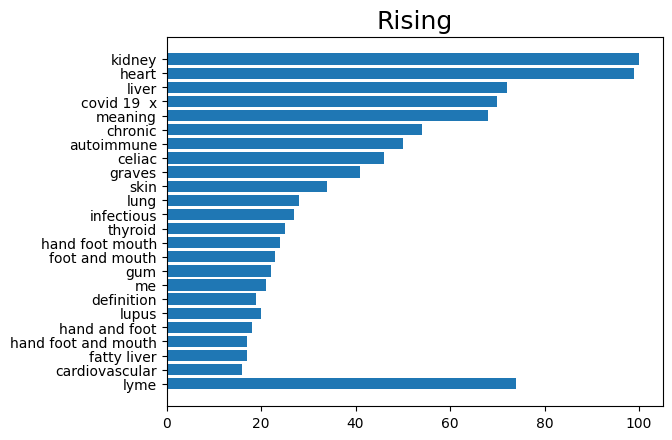 Rising
kidney
heart
liver
covid 19  x
meaning
chronic
autoimmune
celiac
graves
skin
lung
infectious
thyroid
hand foot mouth
foot and mouth
gum
me
definition
lupus
hand and foot
hand foot and mouth
fatty liver
cardiovascular
lyme
0 20 40 60 80 100